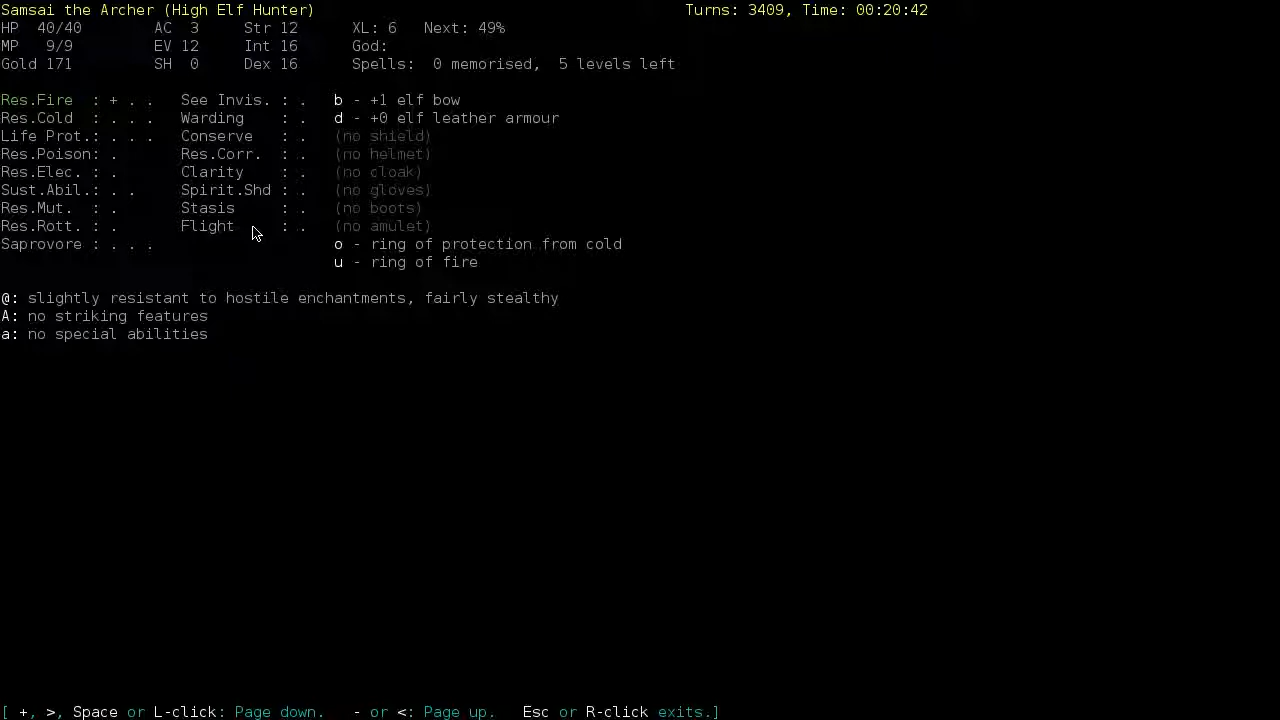 Samsai the Archer (High Elf Hunter) Turns: 3409, Time: 00:20:42
HP 40/40 AC 3 Str 12 XL: 6 Next: 49%
MP 9/9 EV 12 Int 16 God:
Gold 171 SH 0 Dex 16 Spells: 0 memorised, 5 levels left
Res.Fire : + . . See Invis. : . b - +1 elf bow
Res.Cold : . . . Warding : . d - +0 elf leather armour
Life Prot.: . . . Conserve : . (no shield)
Res.Poison: . Res.Corr. : . (no helmet)
Res.Elec. : . Clarity : . (no cloak)
Sust.Abil.: . . Spirit.Shd : . (no gloves)
Res.Mut. : . Stasis : . (no boots)
Res.Rott. : . Flight : . (no amulet)
Saprovore : . . . o - ring of protection from cold
u - ring of fire
@: slightly resistant to hostile enchantments, fairly stealthy
A: no striking features
a: no special abilities
[ +, >, Space or L-click: Page down. - or <: Page up. Esc or R-click exits.]